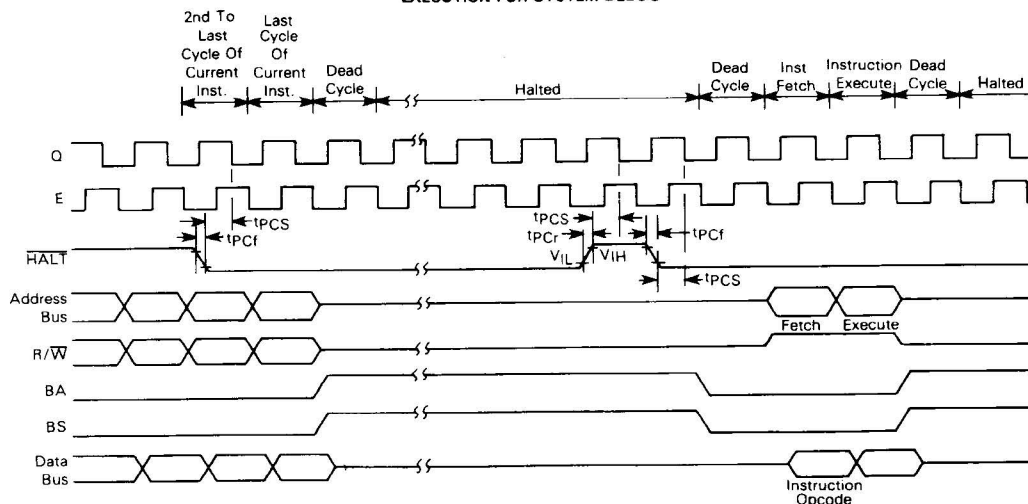 EXECUTION FOR SYSTEM DEBUG
2nd To
Last
Cycle Of
Current
Inst.
Last
Cycle
Of
Current
Inst.
Dead
Cycle
Halted
Dead
Cycle
Inst
Fetch
Instruction
Execute
Dead
Cycle
Halted
Q
E
tPCS
tPCf
tPCS
tPCr
tPCf
HALT
VIL
VIH
tPCS
Address
Bus
Fetch
Execute
R/W
BA
BS
Data
Bus
Instruction
Opcode